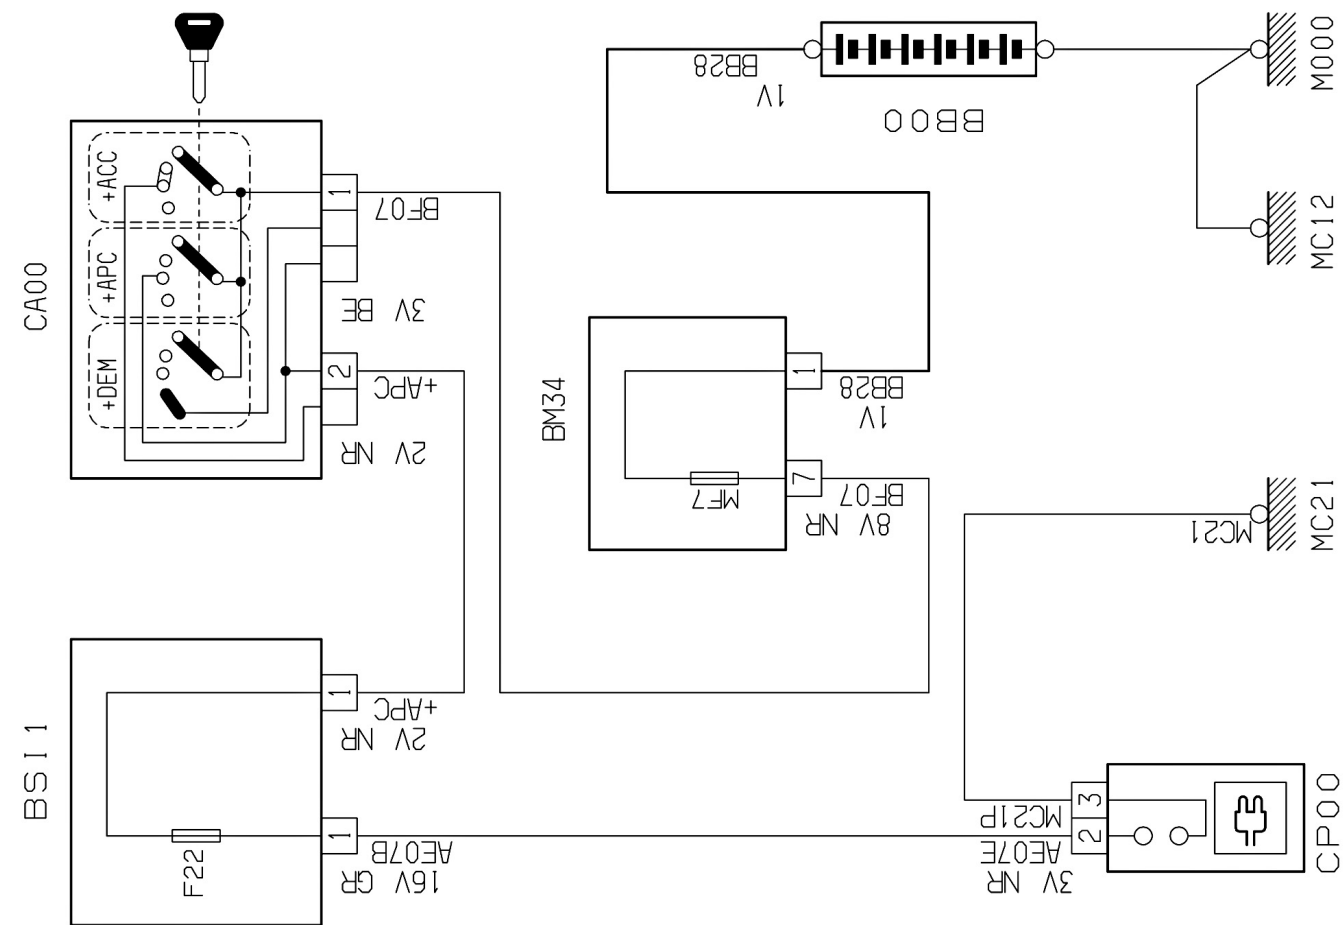 BB28
1V
BB00
M000
MC12
CA00
+ACC
+APC
+DEM
1
BF07
3V BE
2
+APC
2V NR
BM34
1
BB28
1V
MF7
7
BF07
8V NR
MC21
MC21
BSI1
1
+APC
2V NR
F22
1
AE07B
16V GR
3
MC21P
2
AE07E
3V NR
CP00